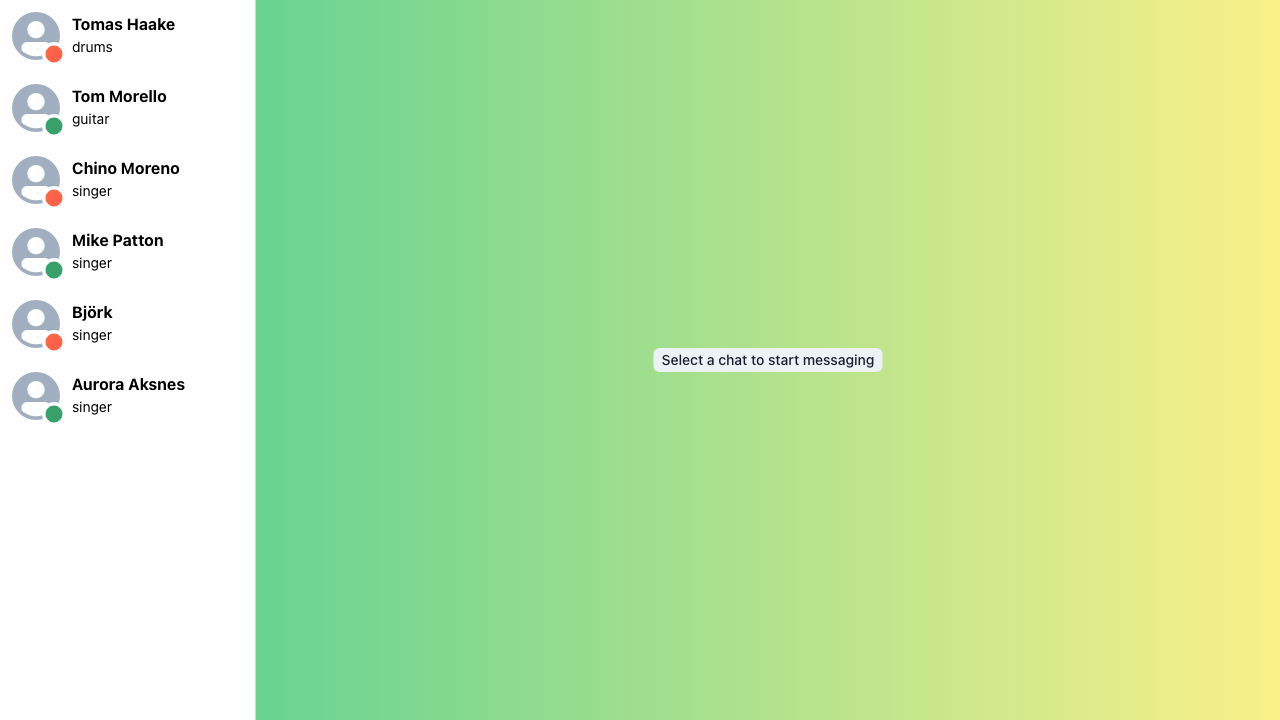 Tomas Haake
drums
Tom Morello
guitar
Chino Moreno
singer
Mike Patton
singer
Björk
singer
Aurora Aksnes
singer
Select a chat to start messaging